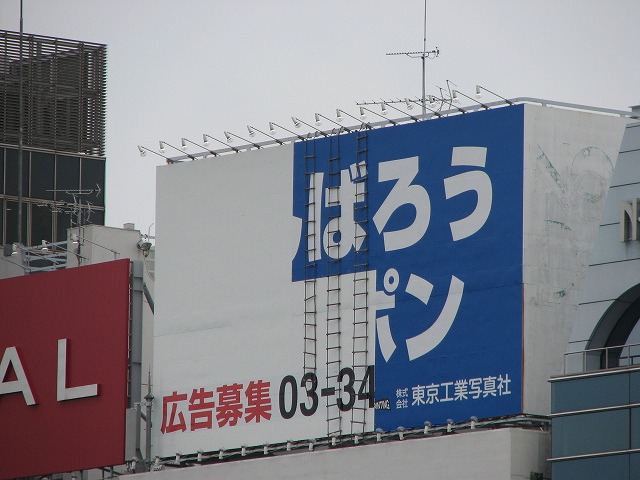 ばろう
ポン
広告募集 03-34
株式会社 東京工業写真社
AL